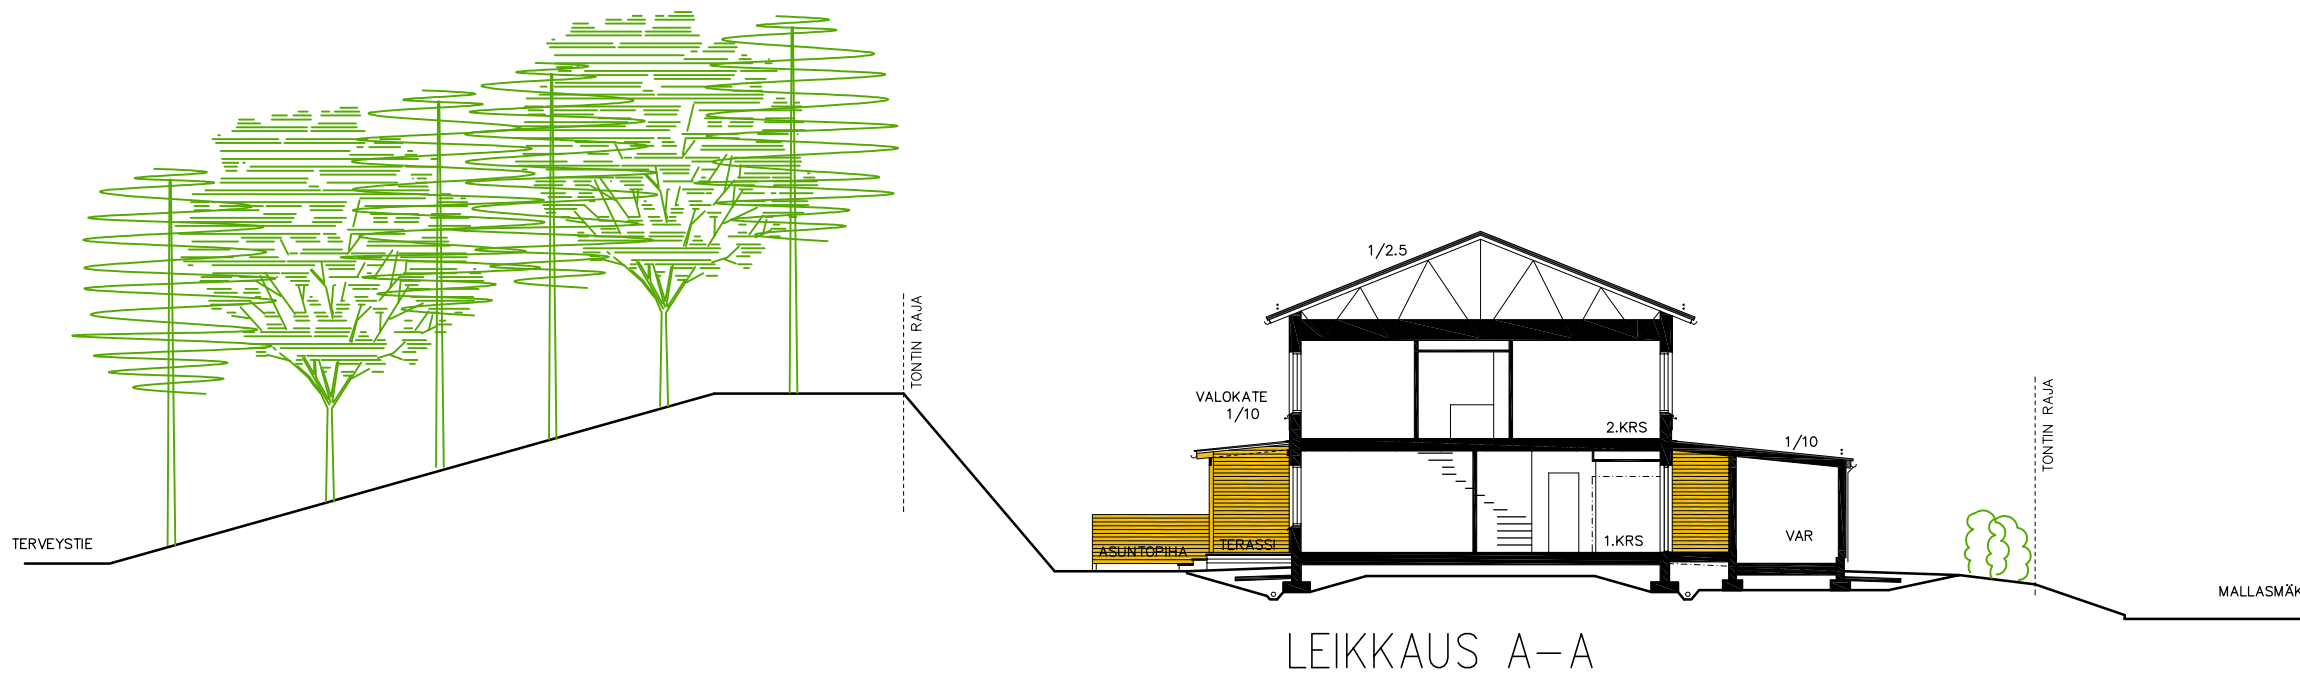 1/2.5
TONTIN RAJA
VALOKATE
1/10
2.KRS
1/10
TONTIN RAJA
TERVEYSTIE
ASUNTOPIHA
TERASSI
1.KRS
VAR
MALLASMÄK
LEIKKAUS A-A